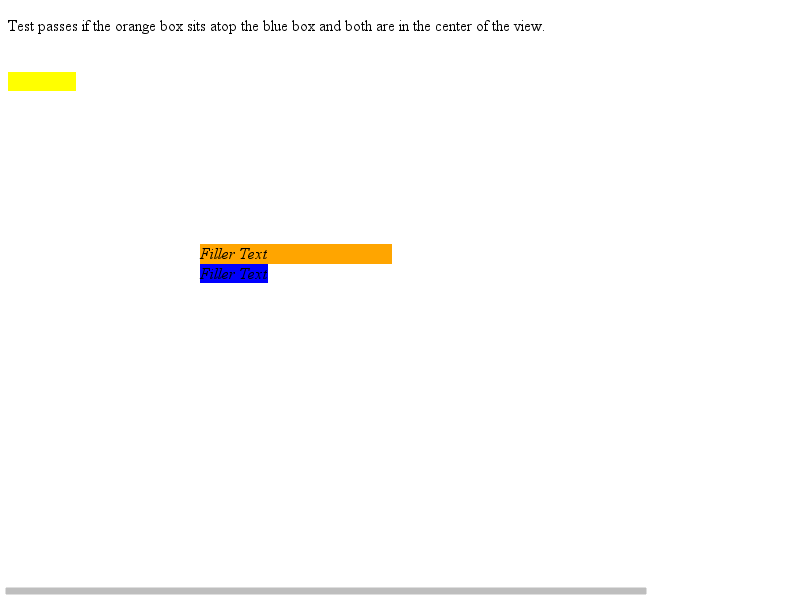 Test passes if the orange box sits atop the blue box and both are in the center of the view.
Filler Text
Filler Text